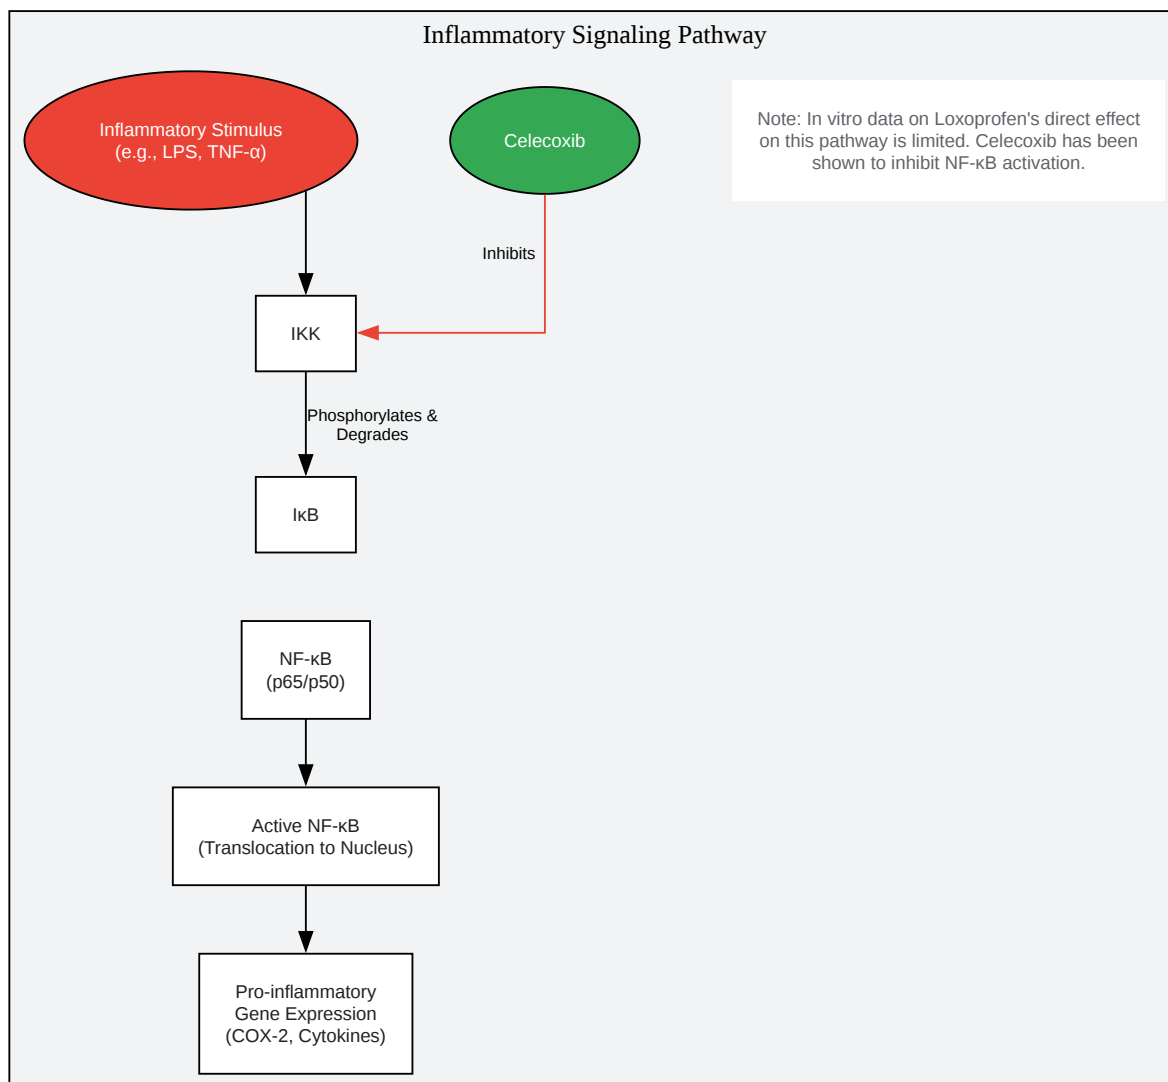 Inflammatory Signaling Pathway
Inflammatory Stimulus
(e.g., LPS, TNF-α)
Celecoxib
Note: In vitro data on Loxoprofen's direct effect
on this pathway is limited. Celecoxib has been
shown to inhibit NF-κB activation.
Inhibits
IKK
Phosphorylates &
Degrades
IκB
NF-κB
(p65/p50)
Active NF-κB
(Translocation to Nucleus)
Pro-inflammatory
Gene Expression
(COX-2, Cytokines)